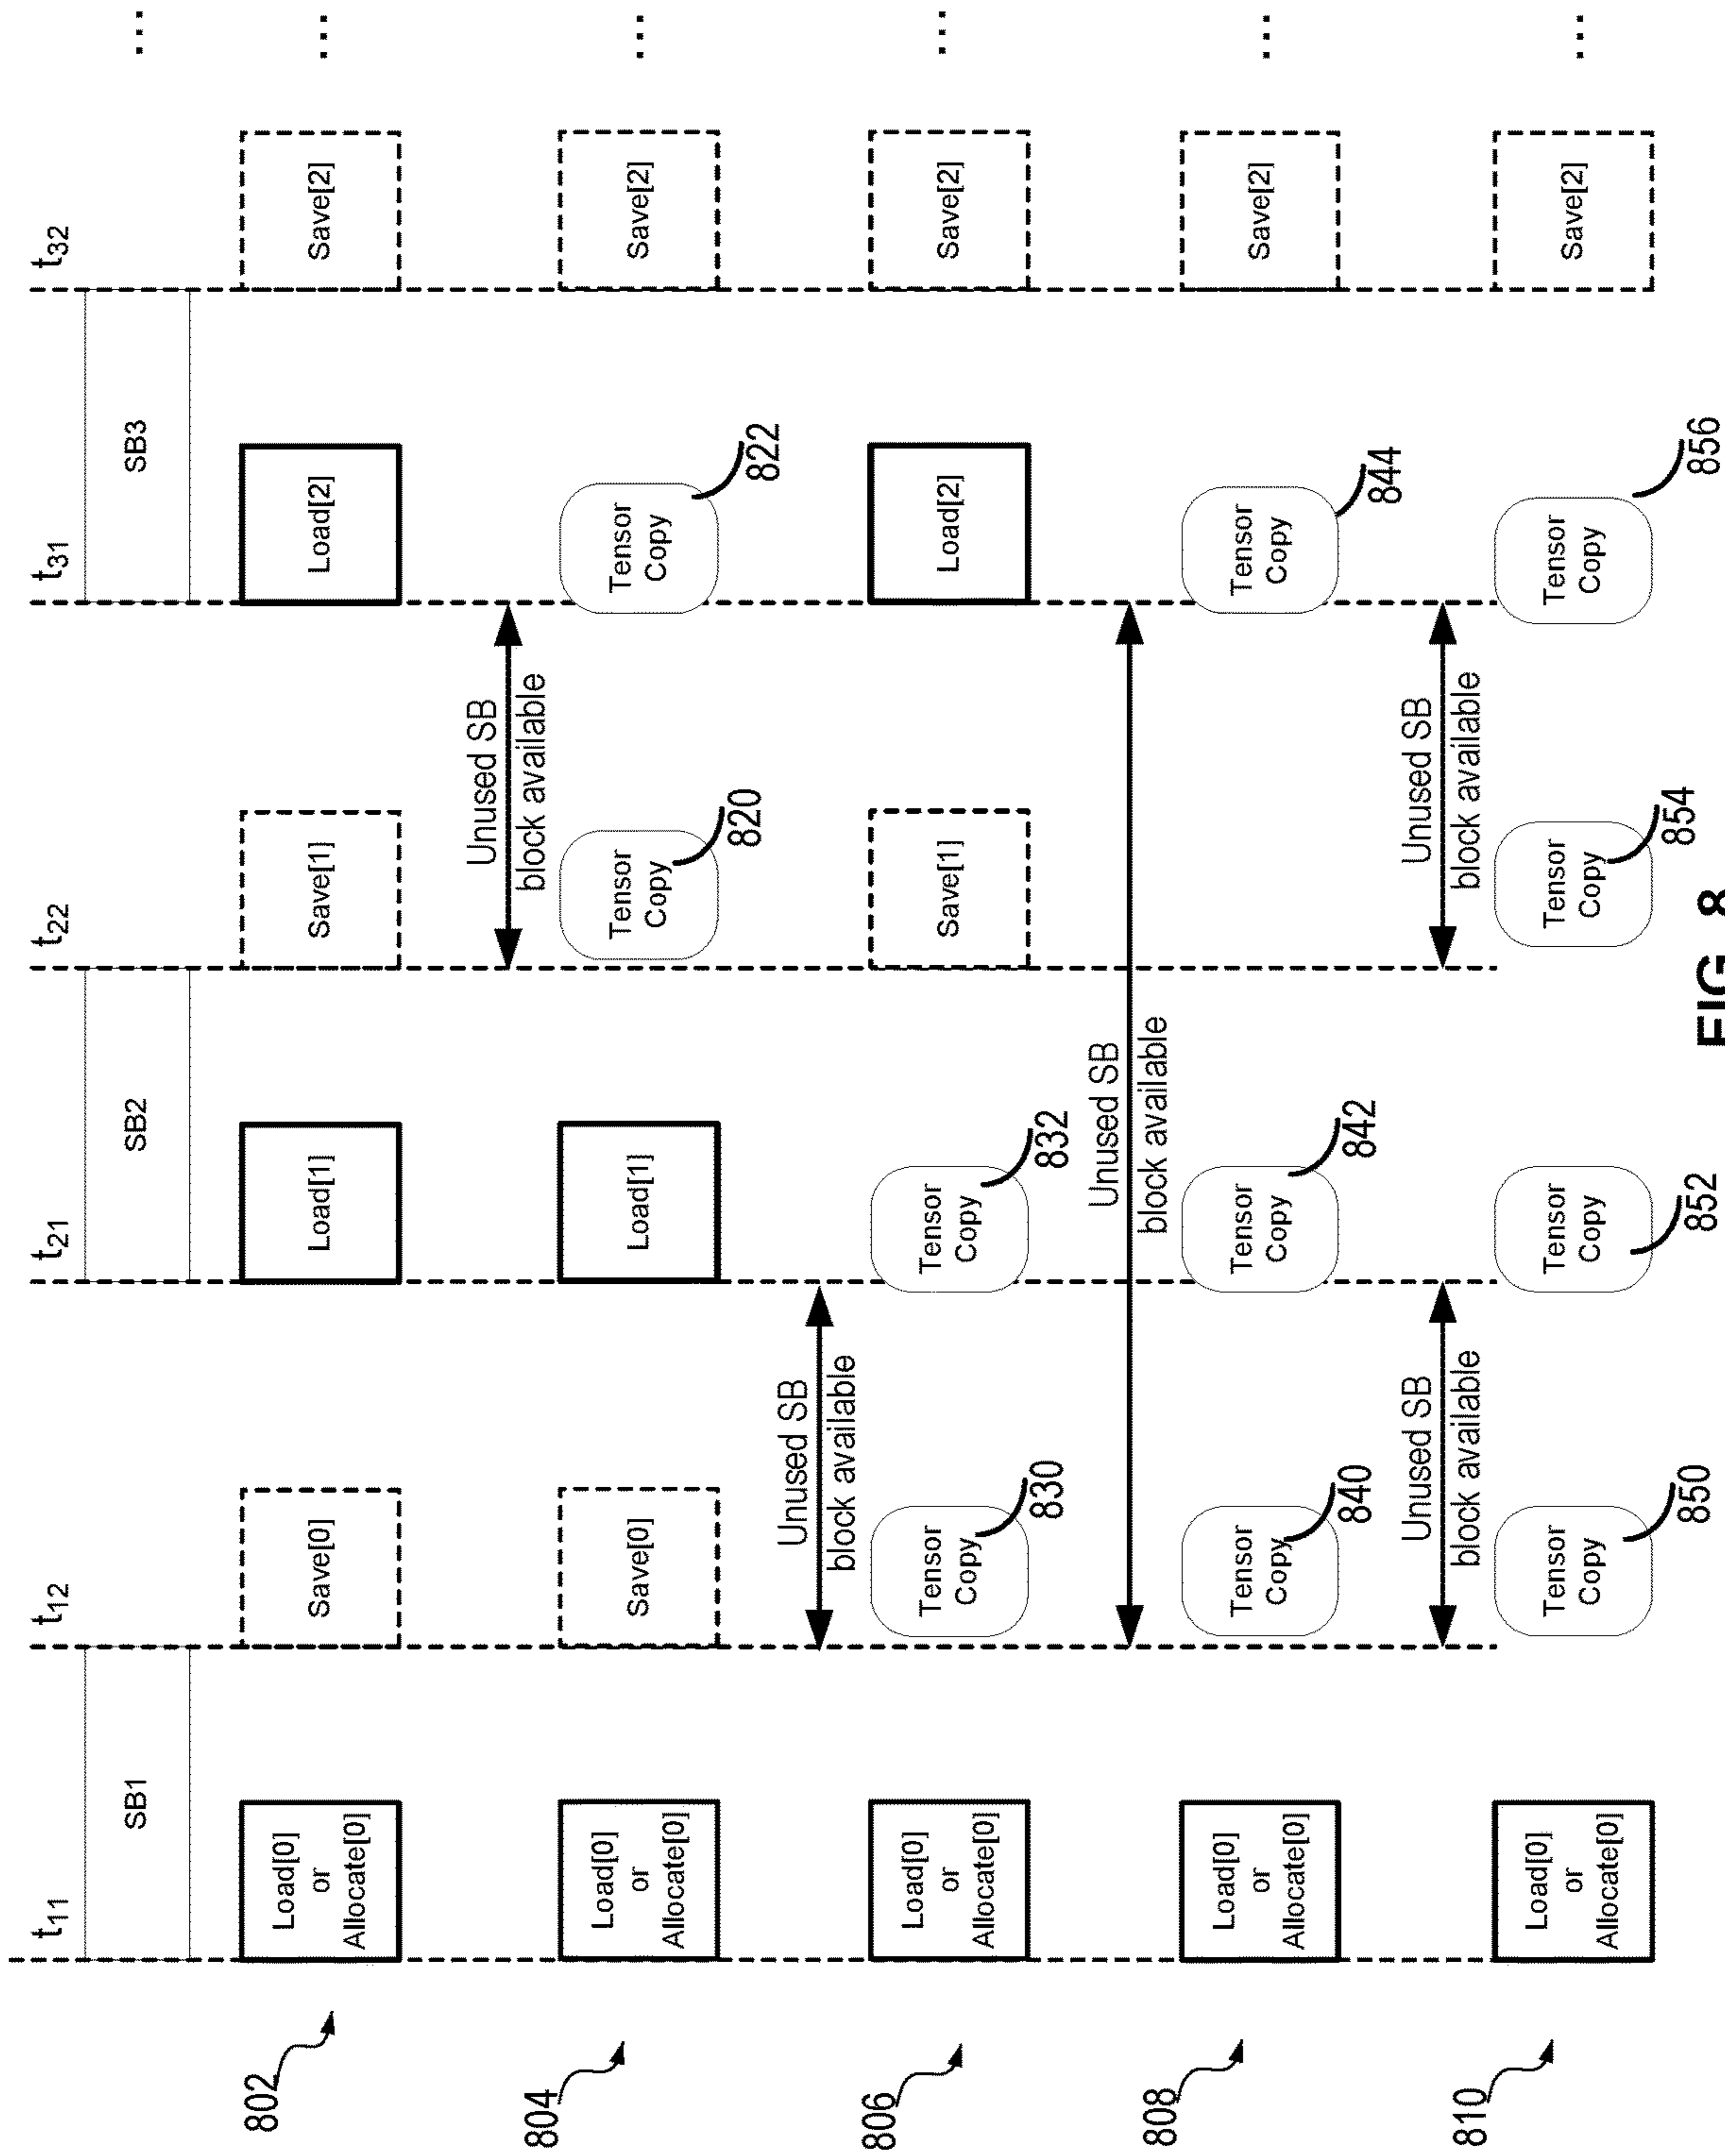 t11
t12
t21
t22
t31
t32
SB1
SB2
SB3
...
802
Load[0]
or
Allocate[0]
Save[0]
Load[1]
Save[1]
Load[2]
Save[2]
...
Unused SB
block available
804
Load[0]
or
Allocate[0]
Save[0]
Load[1]
Tensor
Copy
820
Tensor
Copy
822
Save[2]
...
Unused SB
block available
806
Load[0]
or
Allocate[0]
Tensor
Copy
830
Tensor
Copy
832
Save[1]
Load[2]
Save[2]
...
Unused SB
block available
808
Load[0]
or
Allocate[0]
Tensor
Copy
840
Tensor
Copy
842
Tensor
Copy
844
Save[2]
...
Unused SB
block available
Unused SB
block available
810
Load[0]
or
Allocate[0]
Tensor
Copy
850
Tensor
Copy
852
Tensor
Copy
854
Tensor
Copy
856
Save[2]
...
FIG. 8